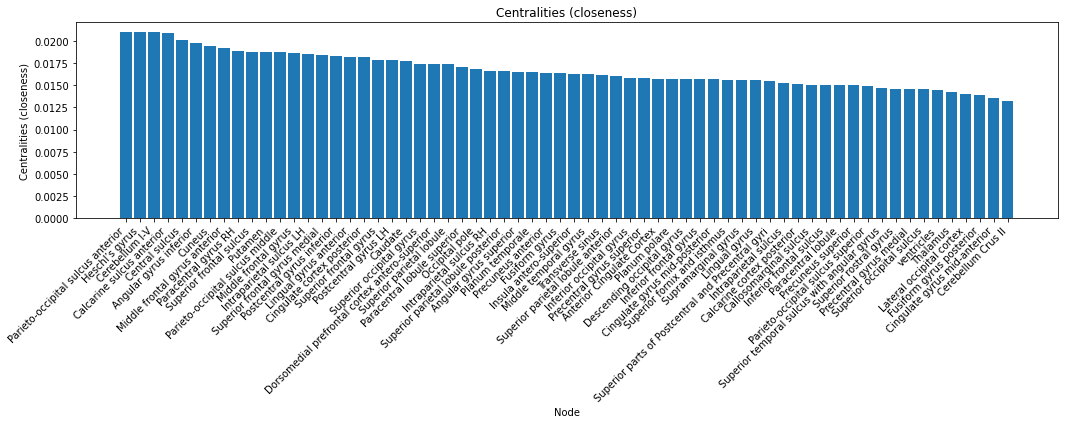 Centralities (closeness)
Centralities (closeness)
0.0200
0.0175
0.0150
0.0125
0.0100
0.0075
0.0050
0.0025
0.0000
Parieto-occipital sulcus anterior
Heschl's gyrus
Cerebellum I-V
Calcarine sulcus anterior
Central sulcus
Angular gyrus inferior
Cuneus
Middle frontal gyrus anterior
Paracentral gyrus RH
Superior frontal sulcus
Putamen
Parieto-occipital sulcus middle
Middle frontal gyrus
Superior frontal sulcus LH
Intraparietal sulcus medial
Postcentral gyrus inferior
Lingual gyrus anterior
Cingulate cortex posterior
Superior frontal gyrus
Postcentral gyrus LH
Caudate
Superior occipital gyrus
Dorsomedial prefrontal cortex antero-superior
Superior parietal lobule
Paracentral lobule superior
Occipital pole
Intraparietal sulcus RH
Superior parietal lobule posterior
Angular gyrus superior
Planum temporale
Precuneus anterior
Fusiform gyrus
Insula antero-superior
Middle temporal gyrus
Transverse sinus
Superior parietal lobule anterior
Inferior occipital gyrus
Precentral gyrus superior
Anterior Cingulate Cortex
Planum polare
Descending occipital gyrus
Inferior frontal gyrus
Cingulate gyrus mid-posterior
Superior fornix and isthmus
Supramarginal gyrus
Lingual gyrus
Superior parts of Postcentral and Precentral gyri
Intraparietal sulcus
Calcarine cortex posterior
Callosomarginal sulcus
Inferior frontal sulcus
Paracentral lobule
Precuneus superior
Parieto-occipital sulcus superior
Superior temporal sulcus with angular gyrus
Superior rostral gyrus
Precentral gyrus medial
Superior occipital sulcus
ventricles
Thalamus
Lateral occipital cortex
Fusiform gyrus posterior
Cingulate gyrus mid-anterior
Cerebellum Crus II
Node